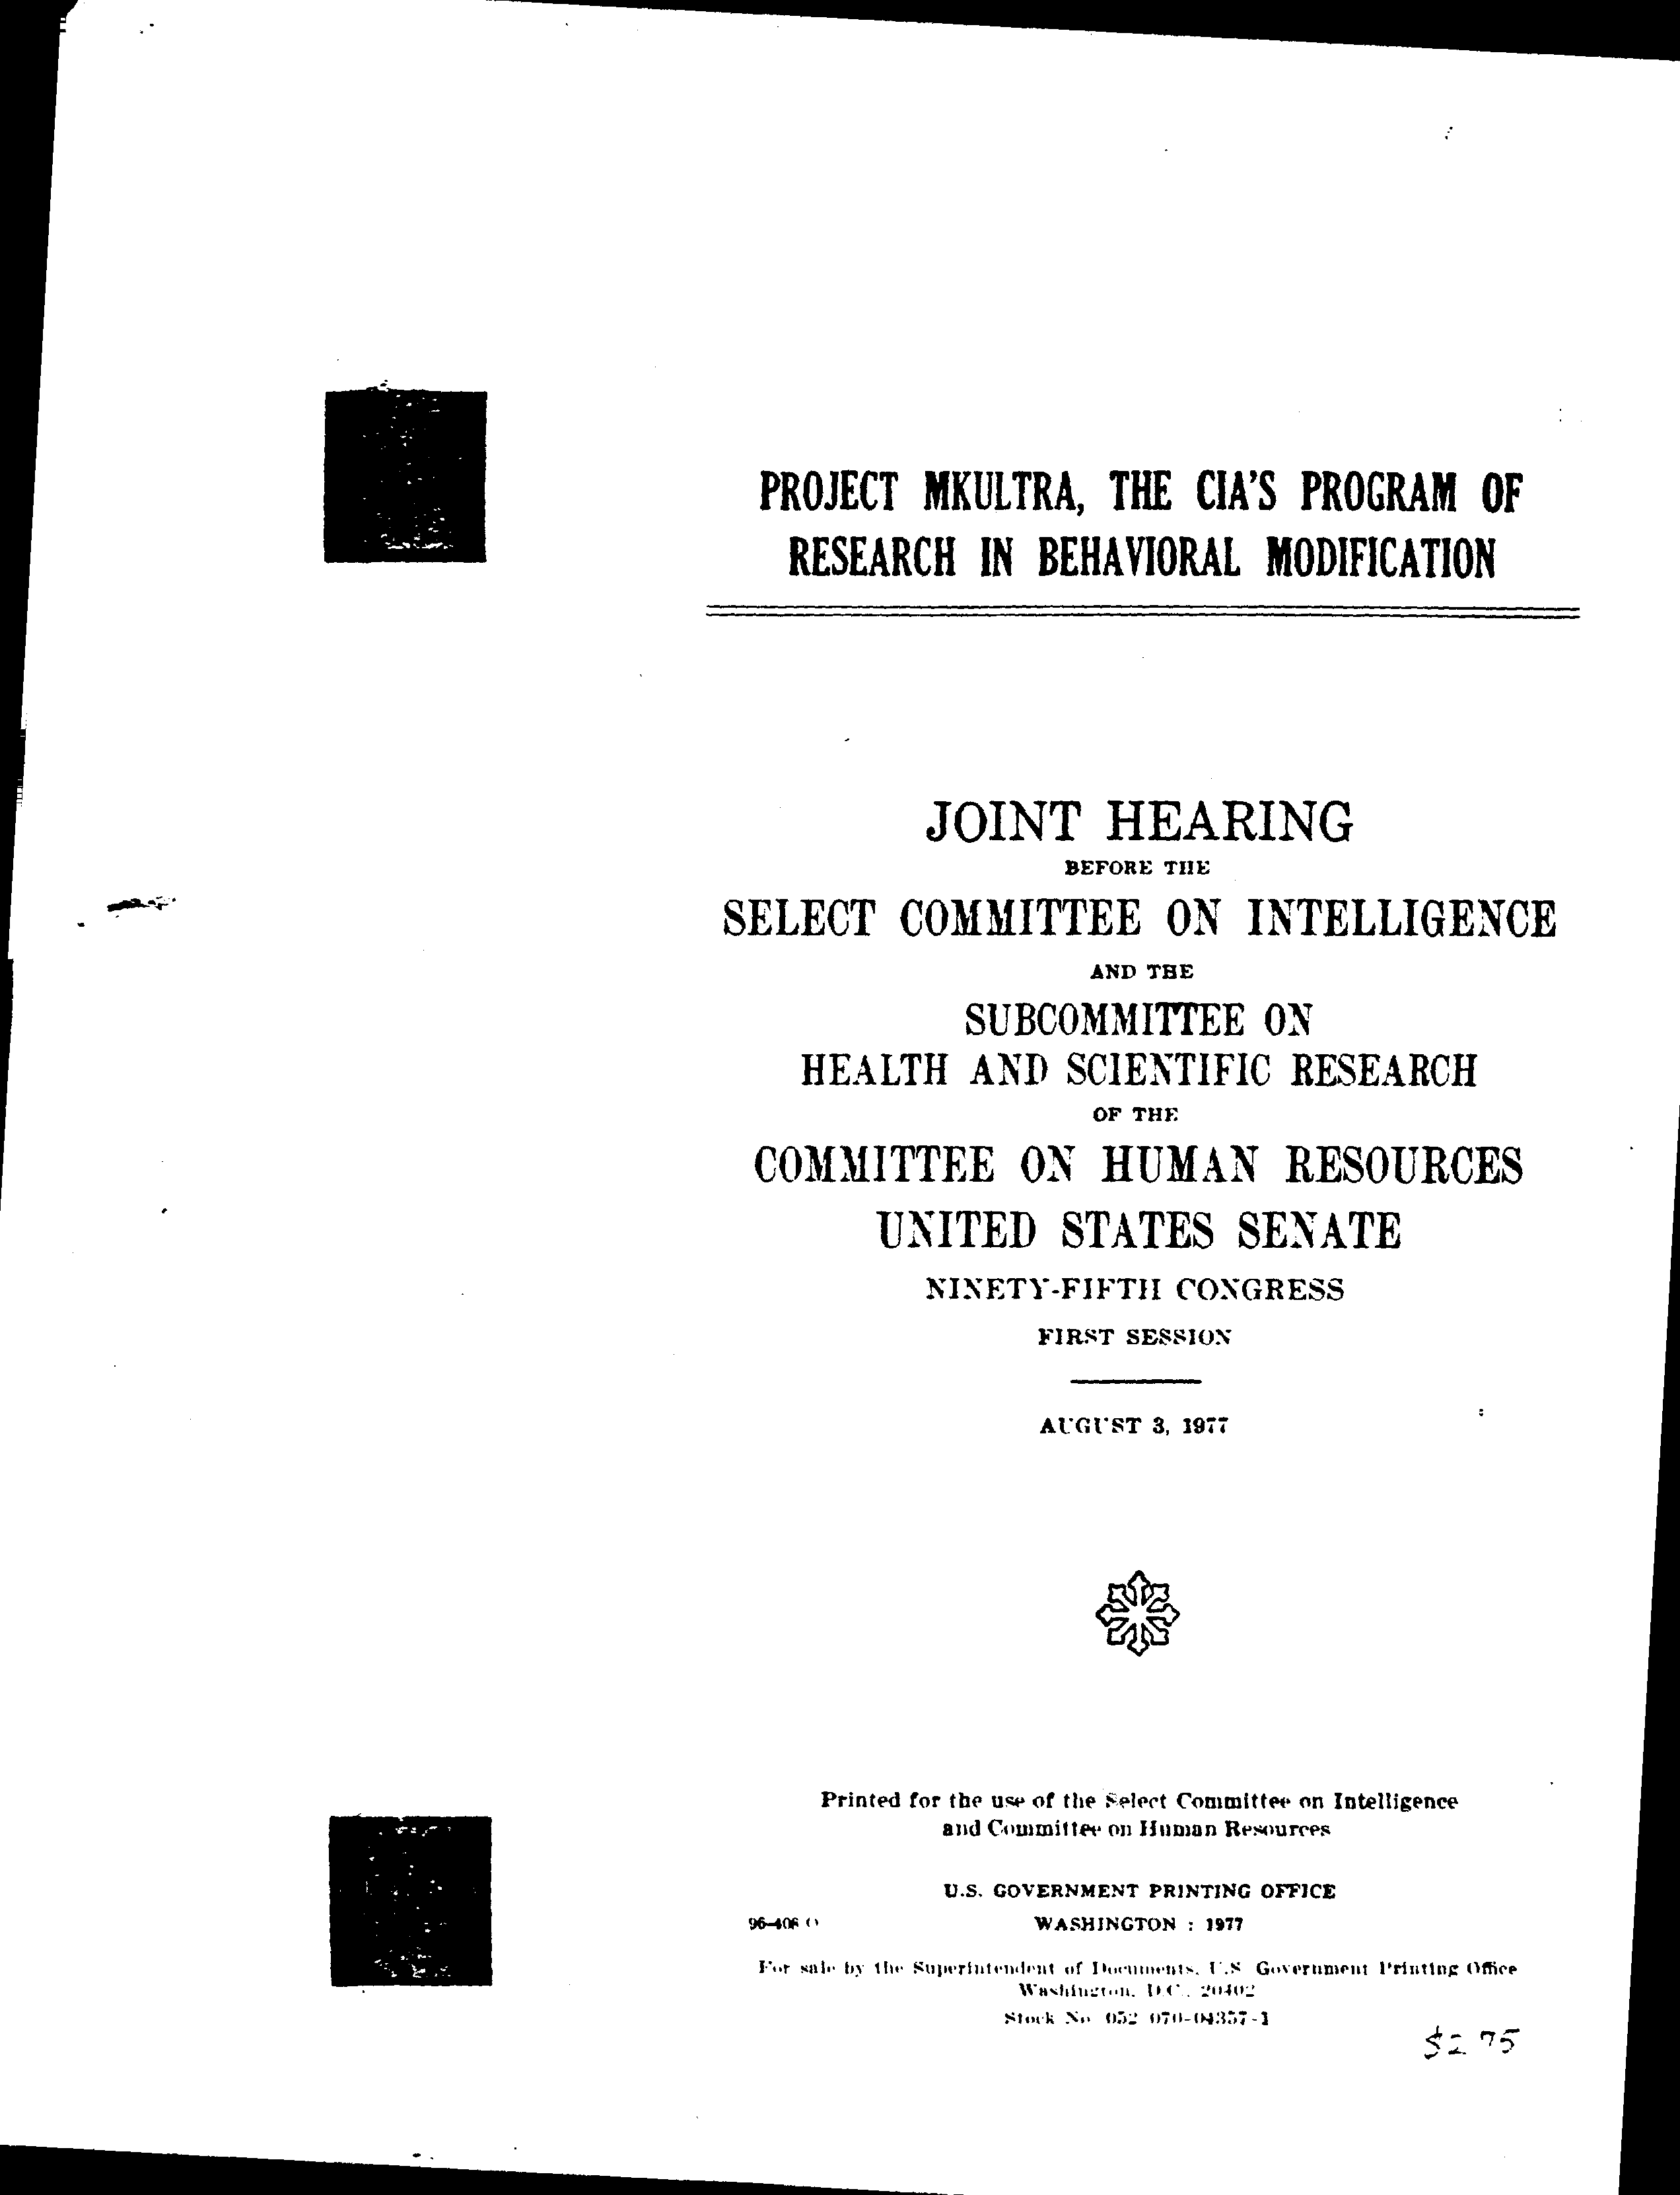 PROJECT MKULTRA, THE CIA'S PROGRAM OF
RESEARCH IN BEHAVIORAL MODIFICATION
JOINT HEARING
BEFORE THE
SELECT COMMITTEE ON INTELLIGENCE
AND THE
SUBCOMMITTEE ON
HEALTH AND SCIENTIFIC RESEARCH
OF THE
COMMITTEE ON HUMAN RESOURCES
UNITED STATES SENATE
NINETY-FIFTH CONGRESS
FIRST SESSION
AUGUST 3, 1977
Printed for the use of the Select Committee on Intelligence
and Committee on Human Resources
U.S. GOVERNMENT PRINTING OFFICE
96-408 O WASHINGTON : 1977
For sale by the Superintendent of Documents, U.S. Government Printing Office
Washington, D.C., 20402
Stock No. 052-070-04357-1
$2.75